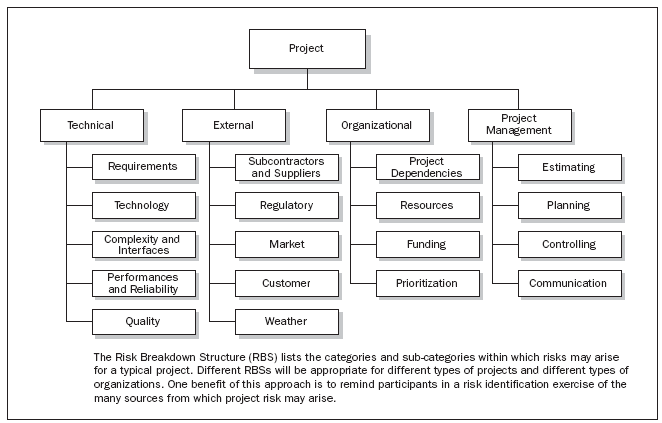 Project
Technical
External
Organizational
Project
Management
Requirements
Technology
Complexity and
Interfaces
Performances
and Reliability
Quality
Subcontractors
and Suppliers
Regulatory
Market
Customer
Weather
Project
Dependencies
Resources
Funding
Prioritization
Estimating
Planning
Controlling
Communication
The Risk Breakdown Structure (RBS) lists the categories and sub-categories within which risks may arise
for a typical project. Different RBSs will be appropriate for different types of projects and different types of
organizations. One benefit of this approach is to remind participants in a risk identification exercise of the
many sources from which project risk may arise.